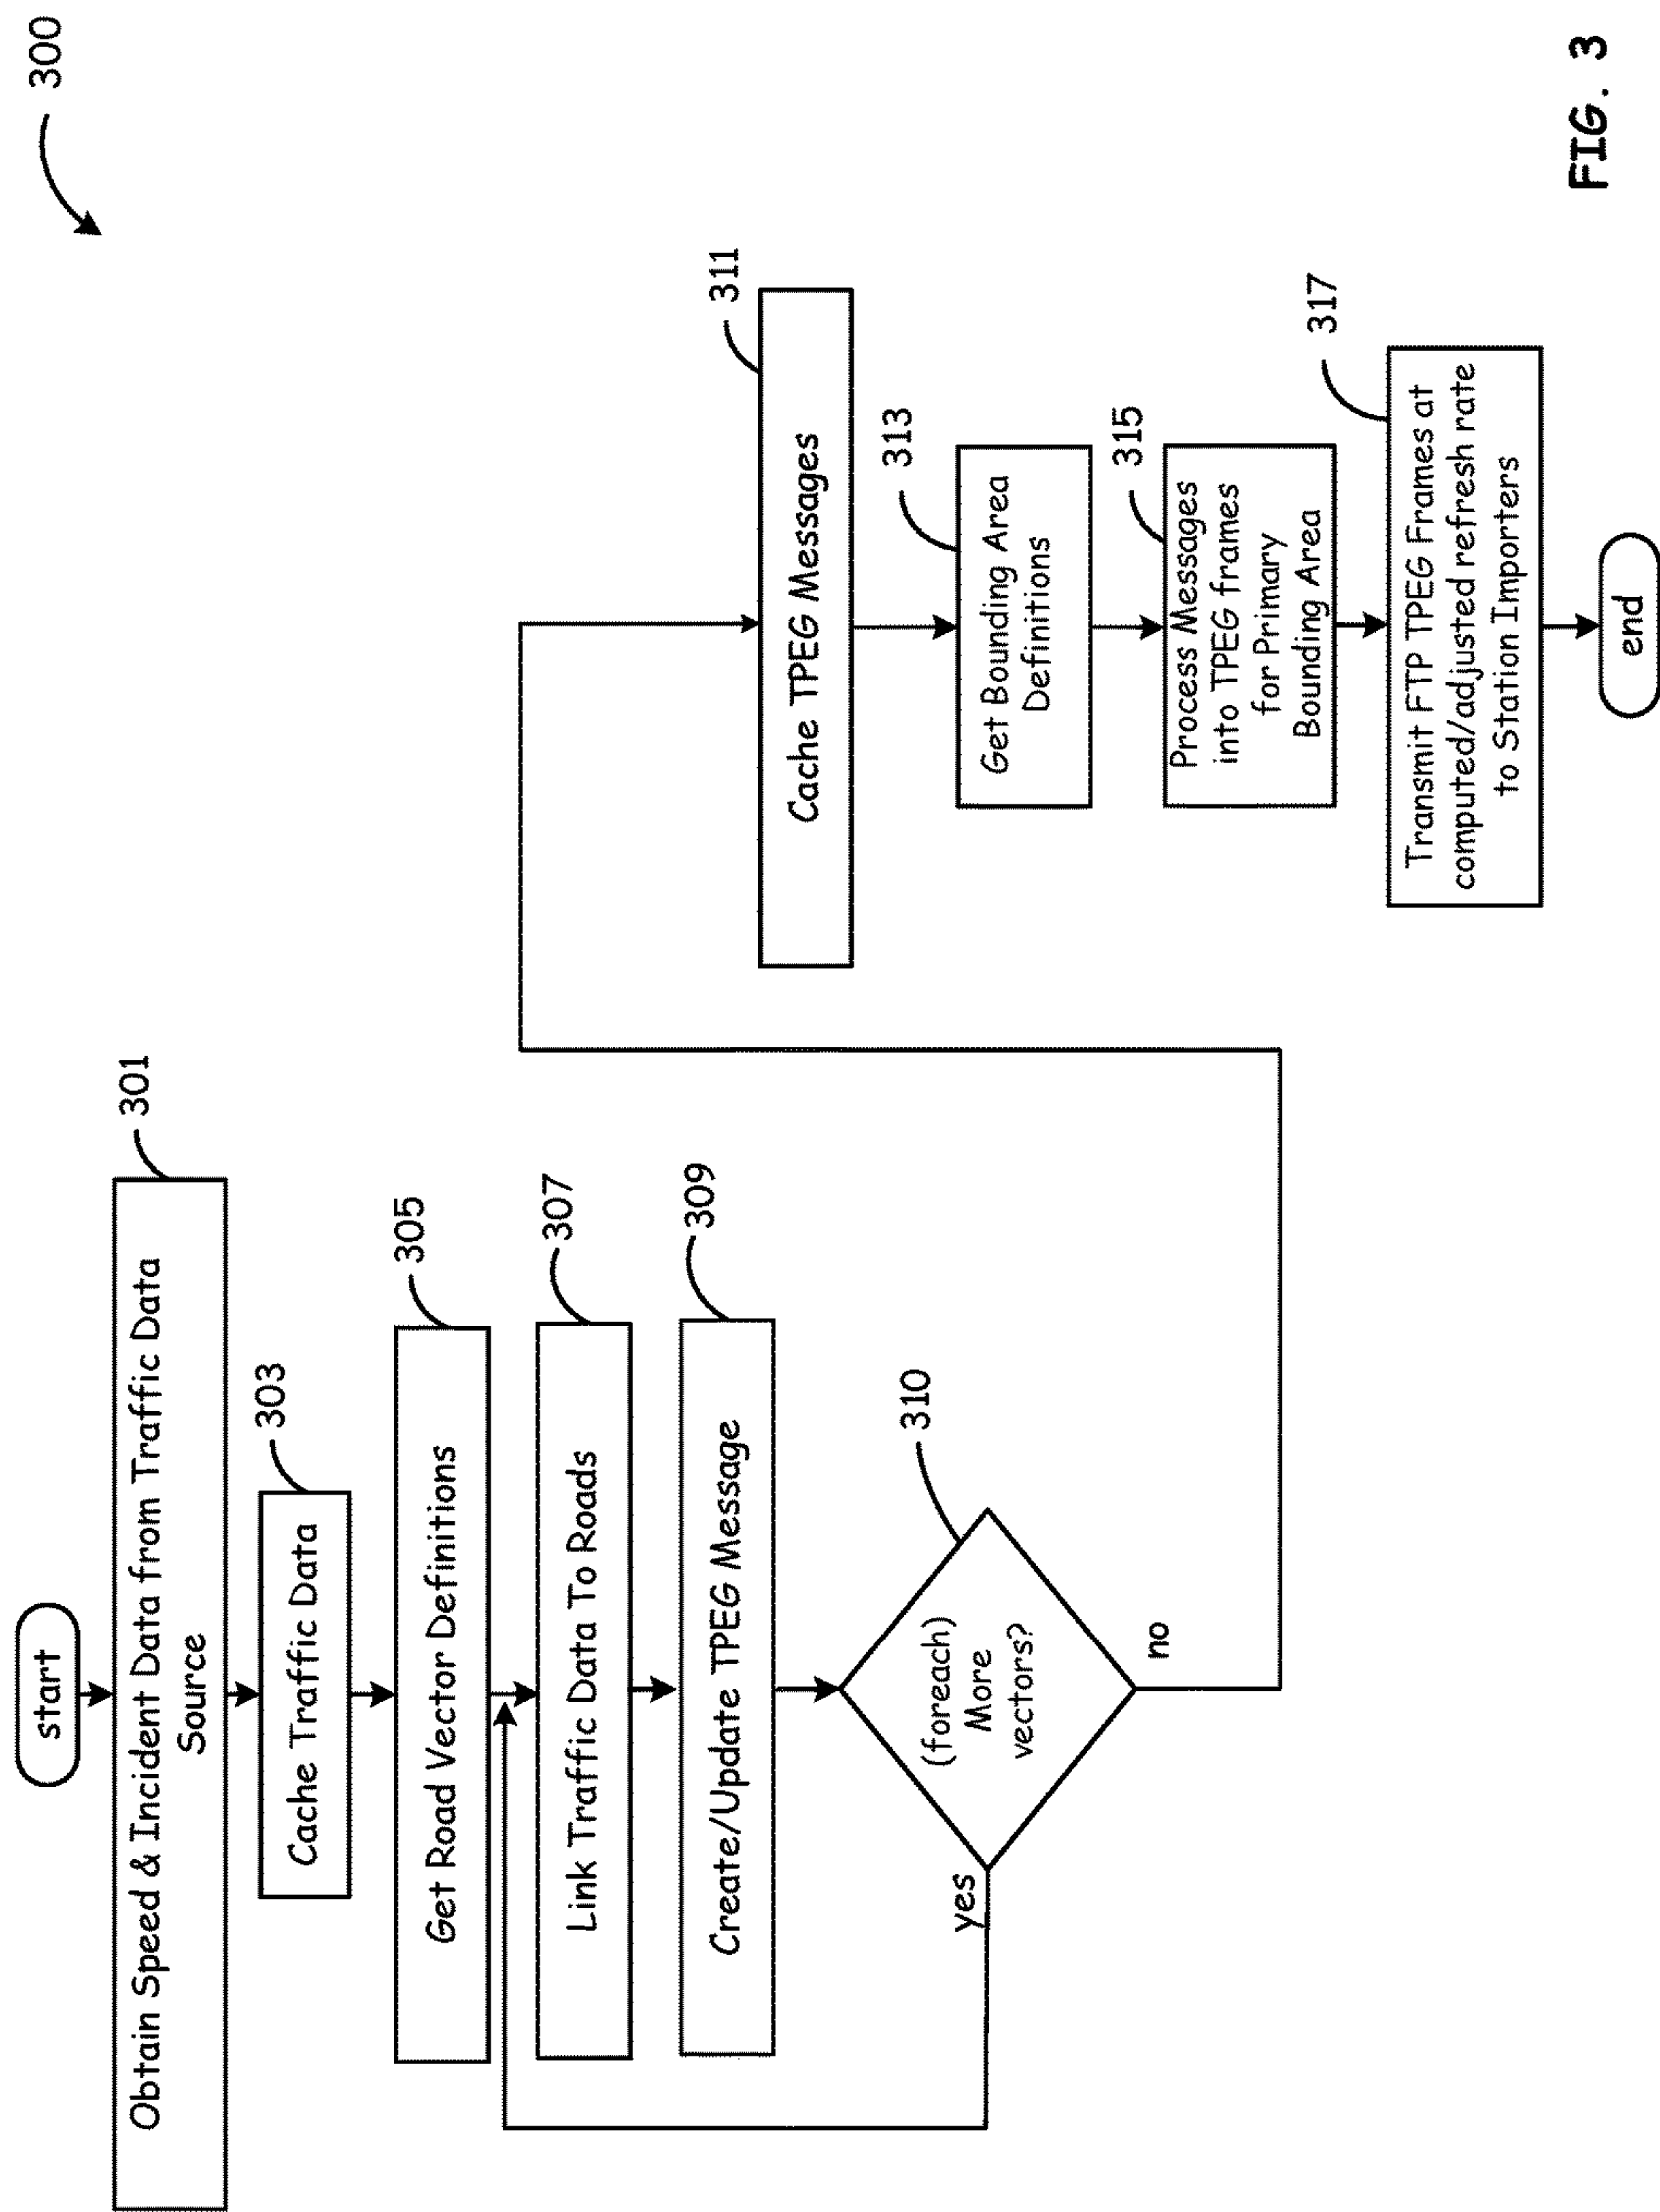 300
start
301
Obtain Speed & Incident Data from Traffic Data
Source
303
Cache Traffic Data
305
Get Road Vector Definitions
307
Link Traffic Data To Roads
309
Create/Update TPEG Message
310
(foreach)
More
vectors?
yes
no
311
Cache TPEG Messages
313
Get Bounding Area
Definitions
315
Process Messages
into TPEG frames
for Primary
Bounding Area
317
Transmit FTP TPEG Frames at
computed/adjusted refresh rate
to Station Importers
end
FIG. 3